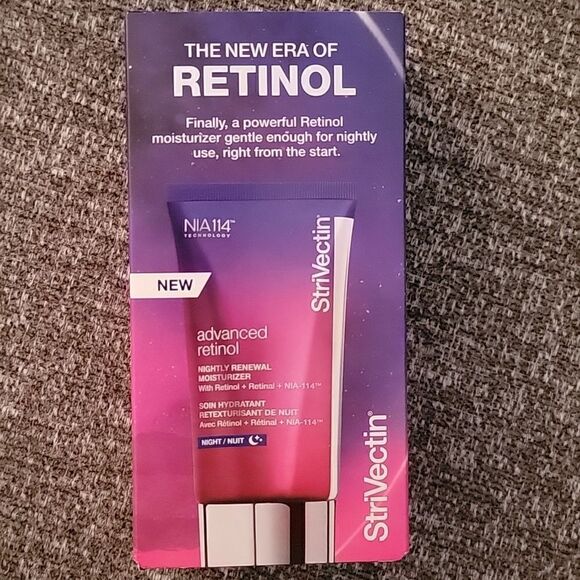 THE NEW ERA OF
RETINOL
Finally, a powerful Retinol
moisturizer gentle enough for nightly
use, right from the start.
NIA114™
TECHNOLOGY
StriVectin®
NEW
advanced
retinol
NIGHTLY RENEWAL
MOISTURIZER
With Retinol + Retinal + NIA-114™
SOIN HYDRATANT
RETEXTURISANT DE NUIT
Avec Rétinol + Rétinal + NIA-114™
NIGHT / NUIT
StriVectin®